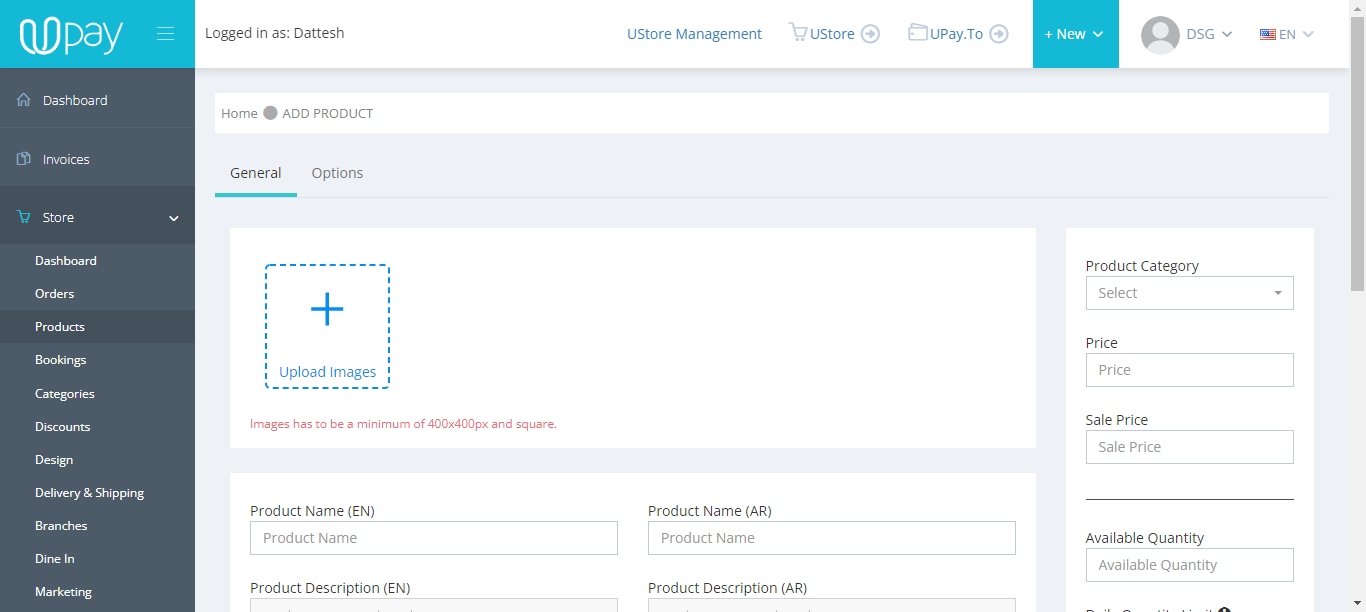 Upay
Logged in as: Dattesh
UStore Management
UStore
UPay.To
+ New
DSG
EN
Dashboard
Invoices
Store
Dashboard
Orders
Products
Bookings
Categories
Discounts
Design
Delivery & Shipping
Branches
Dine In
Marketing
Home ADD PRODUCT
General
Options
Upload Images
Images has to be a minimum of 400x400px and square.
Product Name (EN)
Product Name
Product Name (AR)
Product Name
Product Description (EN)
Product Description (AR)
Product Category
Select
Price
Price
Sale Price
Sale Price
Available Quantity
Available Quantity